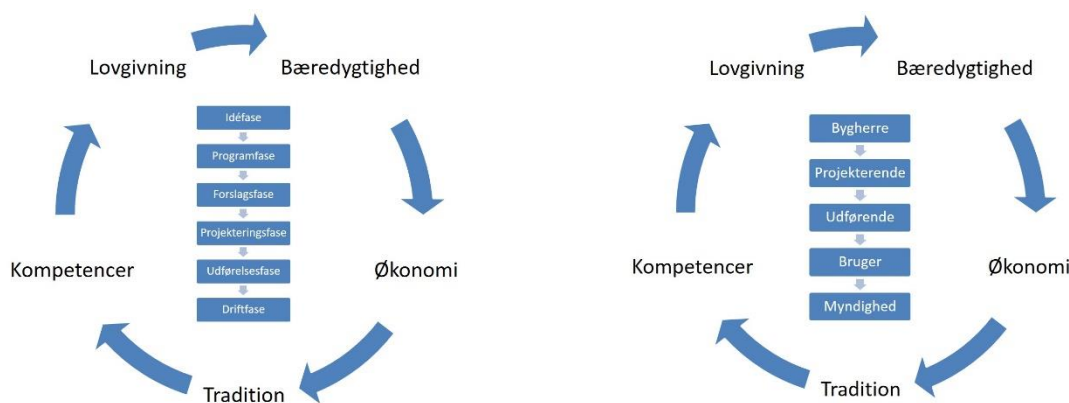 Lovgivning
Bæredygtighed
Idéfase
Programfase
Forslagsfase
Projekteringsfase
Udførelsesfase
Driftfase
Kompetencer
Økonomi
Tradition
Lovgivning
Bæredygtighed
Bygherre
Projekterende
Udførende
Bruger
Myndighed
Kompetencer
Økonomi
Tradition